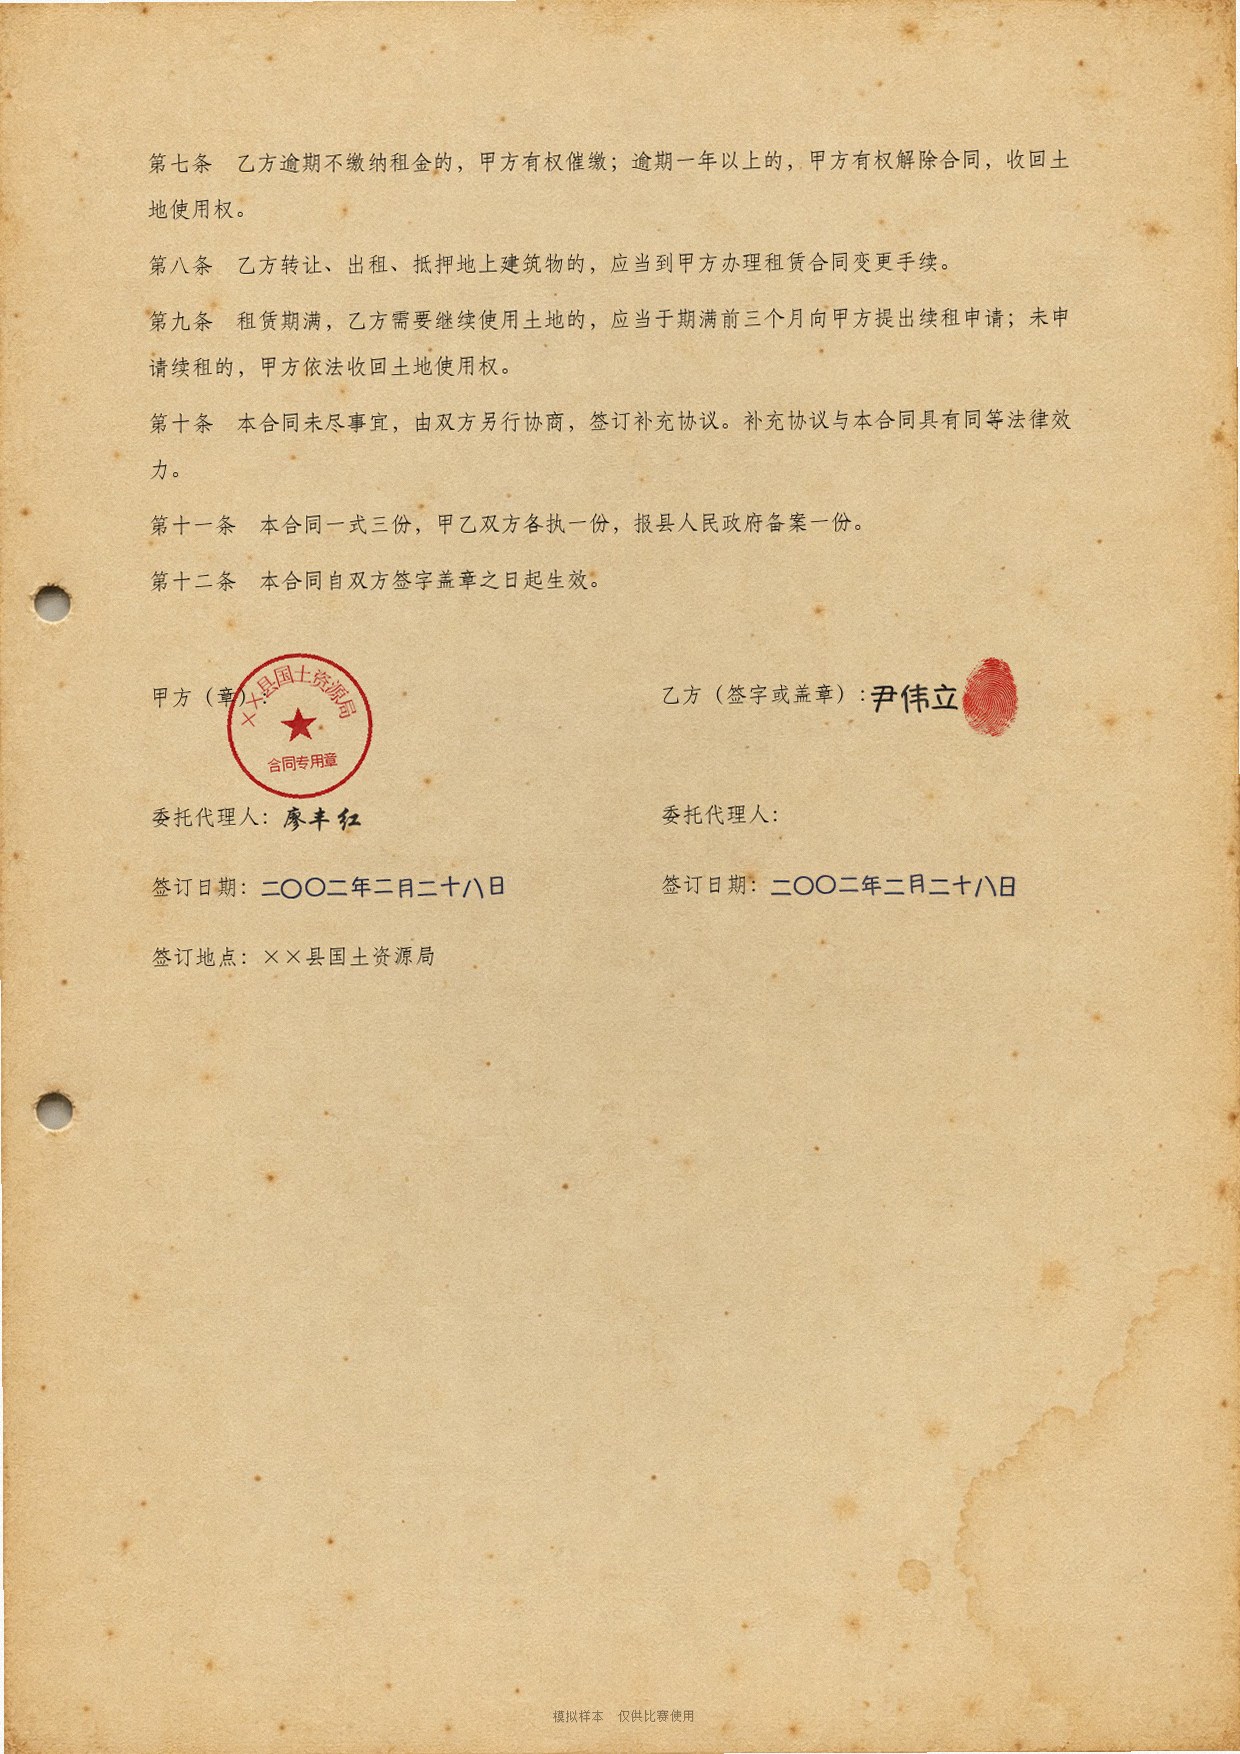 第七条　乙方逾期不缴纳租金的，甲方有权催缴；逾期一年以上的，甲方有权解除合同，收回土
地使用权。
第八条　乙方转让、出租、抵押地上建筑物的，应当到甲方办理租赁合同变更手续。
第九条　租赁期满，乙方需要继续使用土地的，应当于期满前三个月向甲方提出续租申请；未申
请续租的，甲方依法收回土地使用权。
第十条　本合同未尽事宜，由双方另行协商，签订补充协议。补充协议与本合同具有同等法律效
力。
第十一条　本合同一式三份，甲乙双方各执一份，报县人民政府备案一份。
第十二条　本合同自双方签字盖章之日起生效。
甲方（章）：
××县国土资源局
合同专用章
乙方（签字或盖章）：尹伟立
委托代理人：廖丰红
委托代理人：
签订日期：二〇〇二年二月二十八日
签订日期：二〇〇二年二月二十八日
签订地点：××县国土资源局
模拟样本　仅供比赛使用